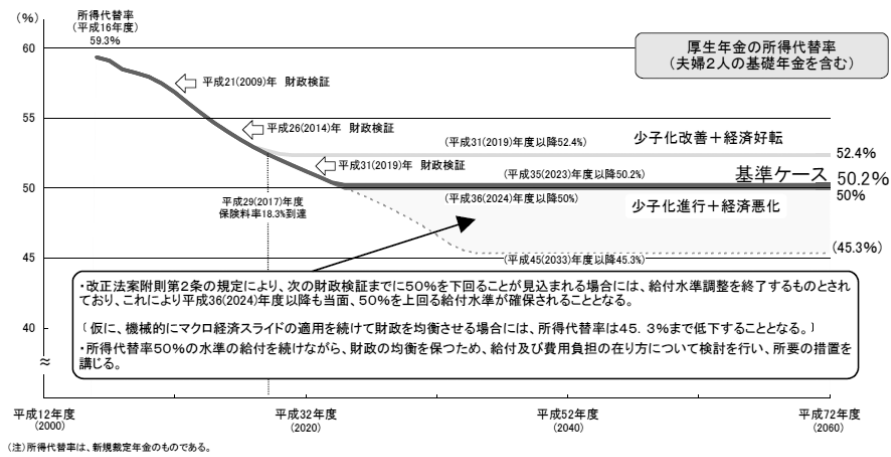 (%)
所得代替率
(平成16年度)
59.3%
厚生年金の所得代替率
(夫婦2人の基礎年金を含む)
60
平成21(2009)年 財政検証
55
平成26(2014)年 財政検証
(平成31(2019)年度以降52.4%)
少子化改善+経済好転
52.4%
平成31(2019)年 財政検証
(平成35(2023)年度以降50.2%)
基準ケース
50.2%
50
50%
平成29(2017)年度
保険料率18.3%到達
(平成36(2024)年度以降50%)
少子化進行+経済悪化
(45.3%)
45
(平成45(2033)年度以降45.3%)
・改正法案附則第2条の規定により、次の財政検証までに50%を下回ることが見込まれる場合には、給付水準調整を終了するものとされ
ており、これにより平成36(2024)年度以降も当面、50%を上回る給付水準が確保されることとなる。
〔 仮に、機械的にマクロ経済スライドの適用を続けて財政を均衡させる場合には、所得代替率は45.3%まで低下することとなる。〕
・所得代替率50%の水準の給付を続けながら、財政の均衡を保つため、給付及び費用負担の在り方について検討を行い、所要の措置を
講じる。
40
≈
平成12年度
(2000)
平成32年度
(2020)
平成52年度
(2040)
平成72年度
(2060)
(注)所得代替率は、新規裁定年金のものである。